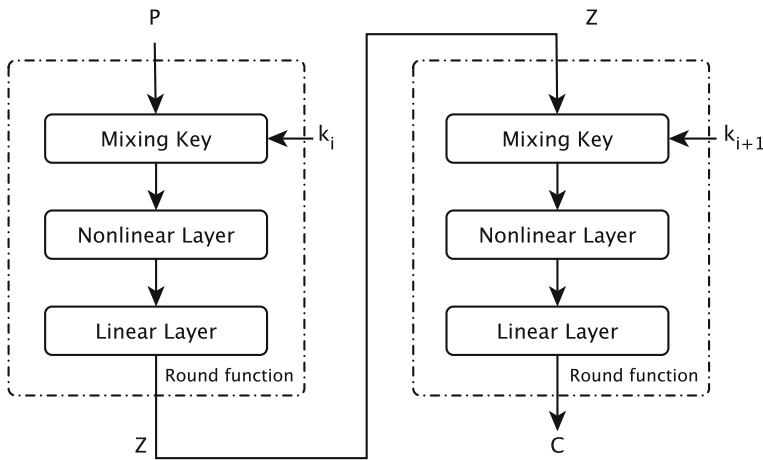 P
Mixing Key
k_i
Nonlinear Layer
Linear Layer
Round function
Z
Z
Mixing Key
k_{i+1}
Nonlinear Layer
Linear Layer
Round function
C